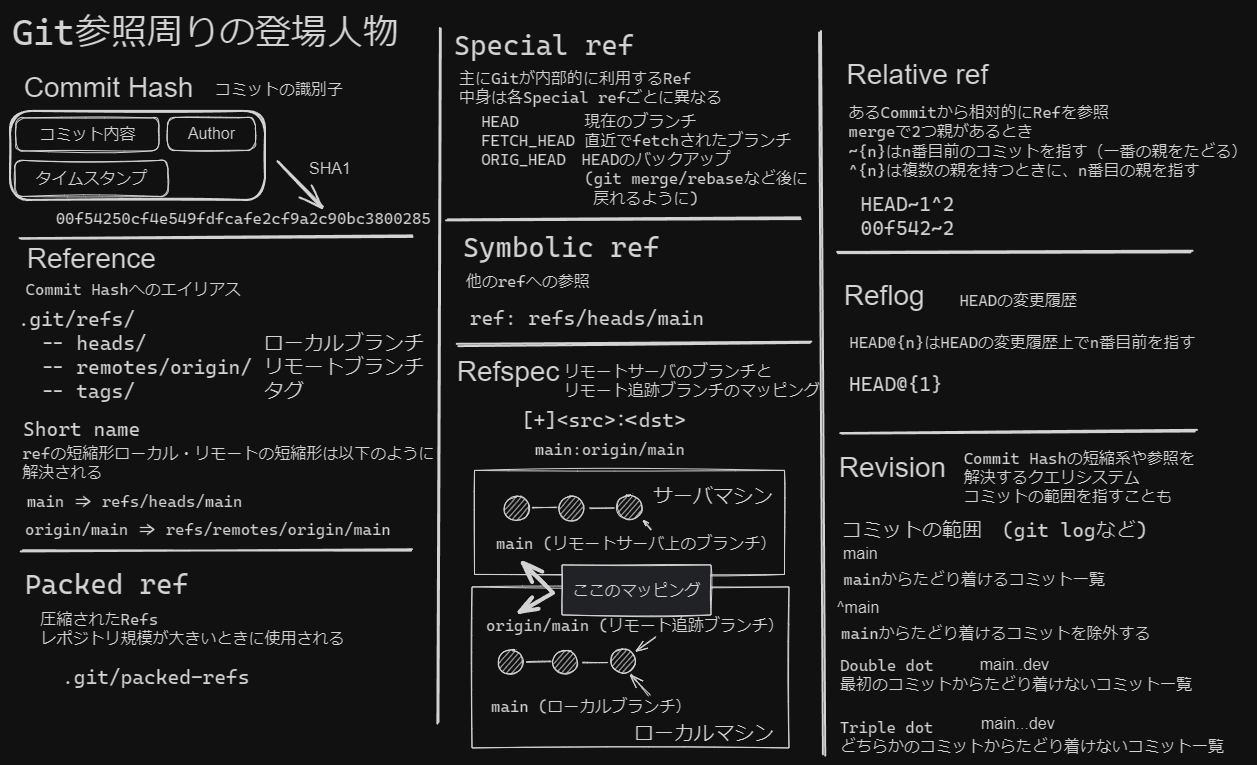 Git参照周りの登場人物
Commit Hash コミットの識別子
コミット内容 Author
タイムスタンプ
SHA1
00f54250cf4e549fdfcafe2cf9a2c90bc3800285
Reference
Commit Hashへのエイリアス
.git/refs/
-- heads/ ローカルブランチ
-- remotes/origin/ リモートブランチ
-- tags/ タグ
Short name
refの短縮形ローカル・リモートの短縮形は以下のように
解決される
main ⇒ refs/heads/main
origin/main ⇒ refs/remotes/origin/main
Packed ref
圧縮されたRefs
レポジトリ規模が大きいときに使用される
.git/packed-refs
Special ref
主にGitが内部的に利用するRef
中身は各Special refごとに異なる
HEAD 現在のブランチ
FETCH_HEAD 直近でfetchされたブランチ
ORIG_HEAD HEADのバックアップ
(git merge/rebaseなど後に
戻れるように)
Symbolic ref
他のrefへの参照
ref: refs/heads/main
Refspec リモートサーバのブランチと
リモート追跡ブランチのマッピング
[+]<src>:<dst>
main:origin/main
サーバマシン
main (リモートサーバ上のブランチ)
ここのマッピング
origin/main (リモート追跡ブランチ)
main (ローカルブランチ)
ローカルマシン
Relative ref
あるCommitから相対的にRefを参照
mergeで2つ親があるとき
~{n}はn番目前のコミットを指す (一番の親をたどる)
^{n}は複数の親を持つときに、n番目の親を指す
HEAD~1^2
00f542~2
Reflog HEADの変更履歴
HEAD@{n}はHEADの変更履歴上でn番目前を指す
HEAD@{1}
Revision Commit Hashの短縮系や参照を
解決するクエリシステム
コミットの範囲を指すことも
コミットの範囲 (git logなど)
main
mainからたどり着けるコミット一覧
^main
mainからたどり着けるコミットを除外する
Double dot main..dev
最初のコミットからたどり着けないコミット一覧
Triple dot main...dev
どちらかのコミットからたどり着けないコミット一覧